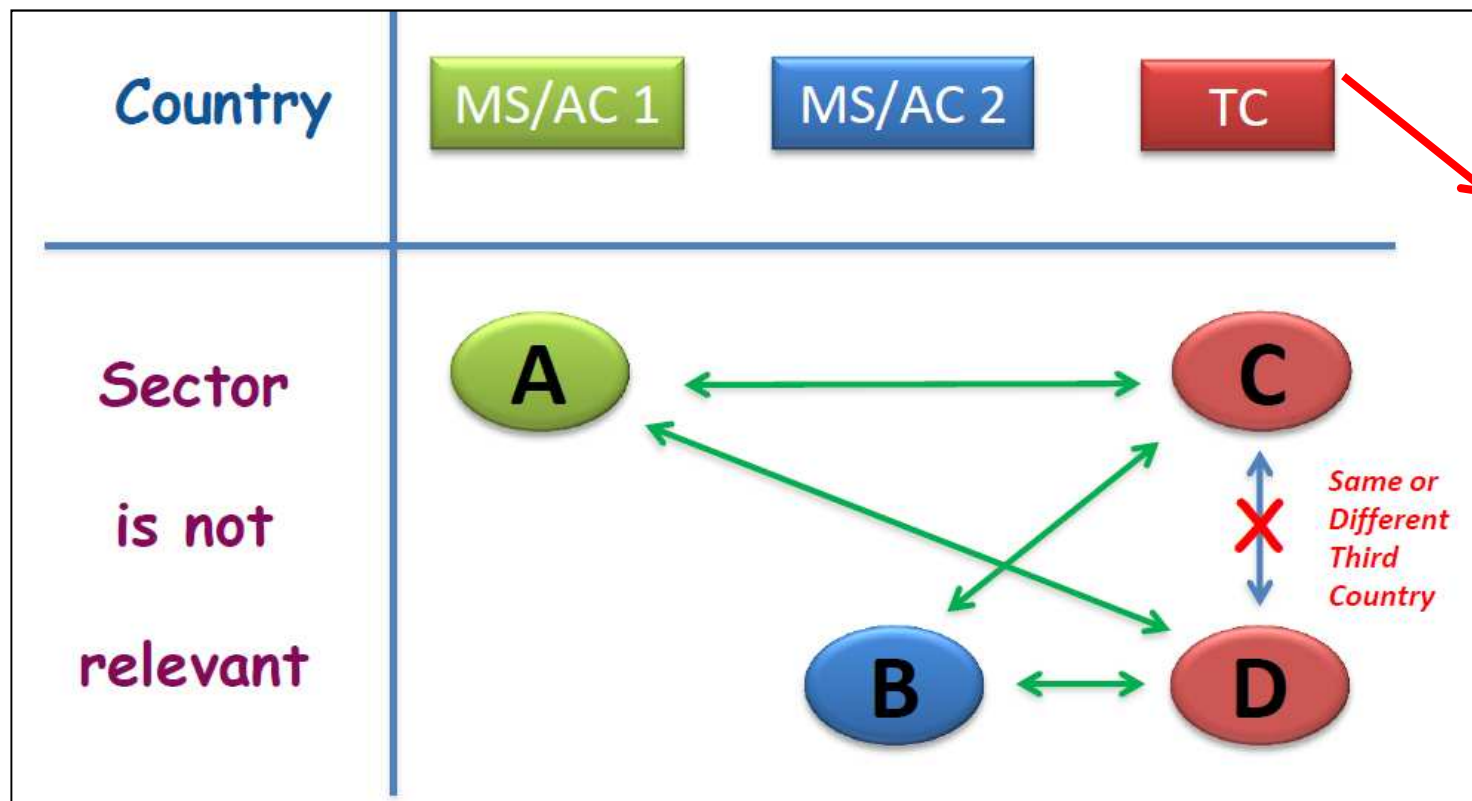 Country
MS/AC 1
MS/AC 2
TC
Sector
is not
relevant
A
C
Same or
Different
Third
Country
B
D